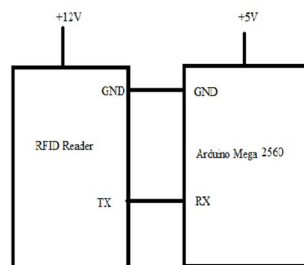 +12V
+5V
GND
GND
RFID Reader
Arduino Mega 2560
TX
RX